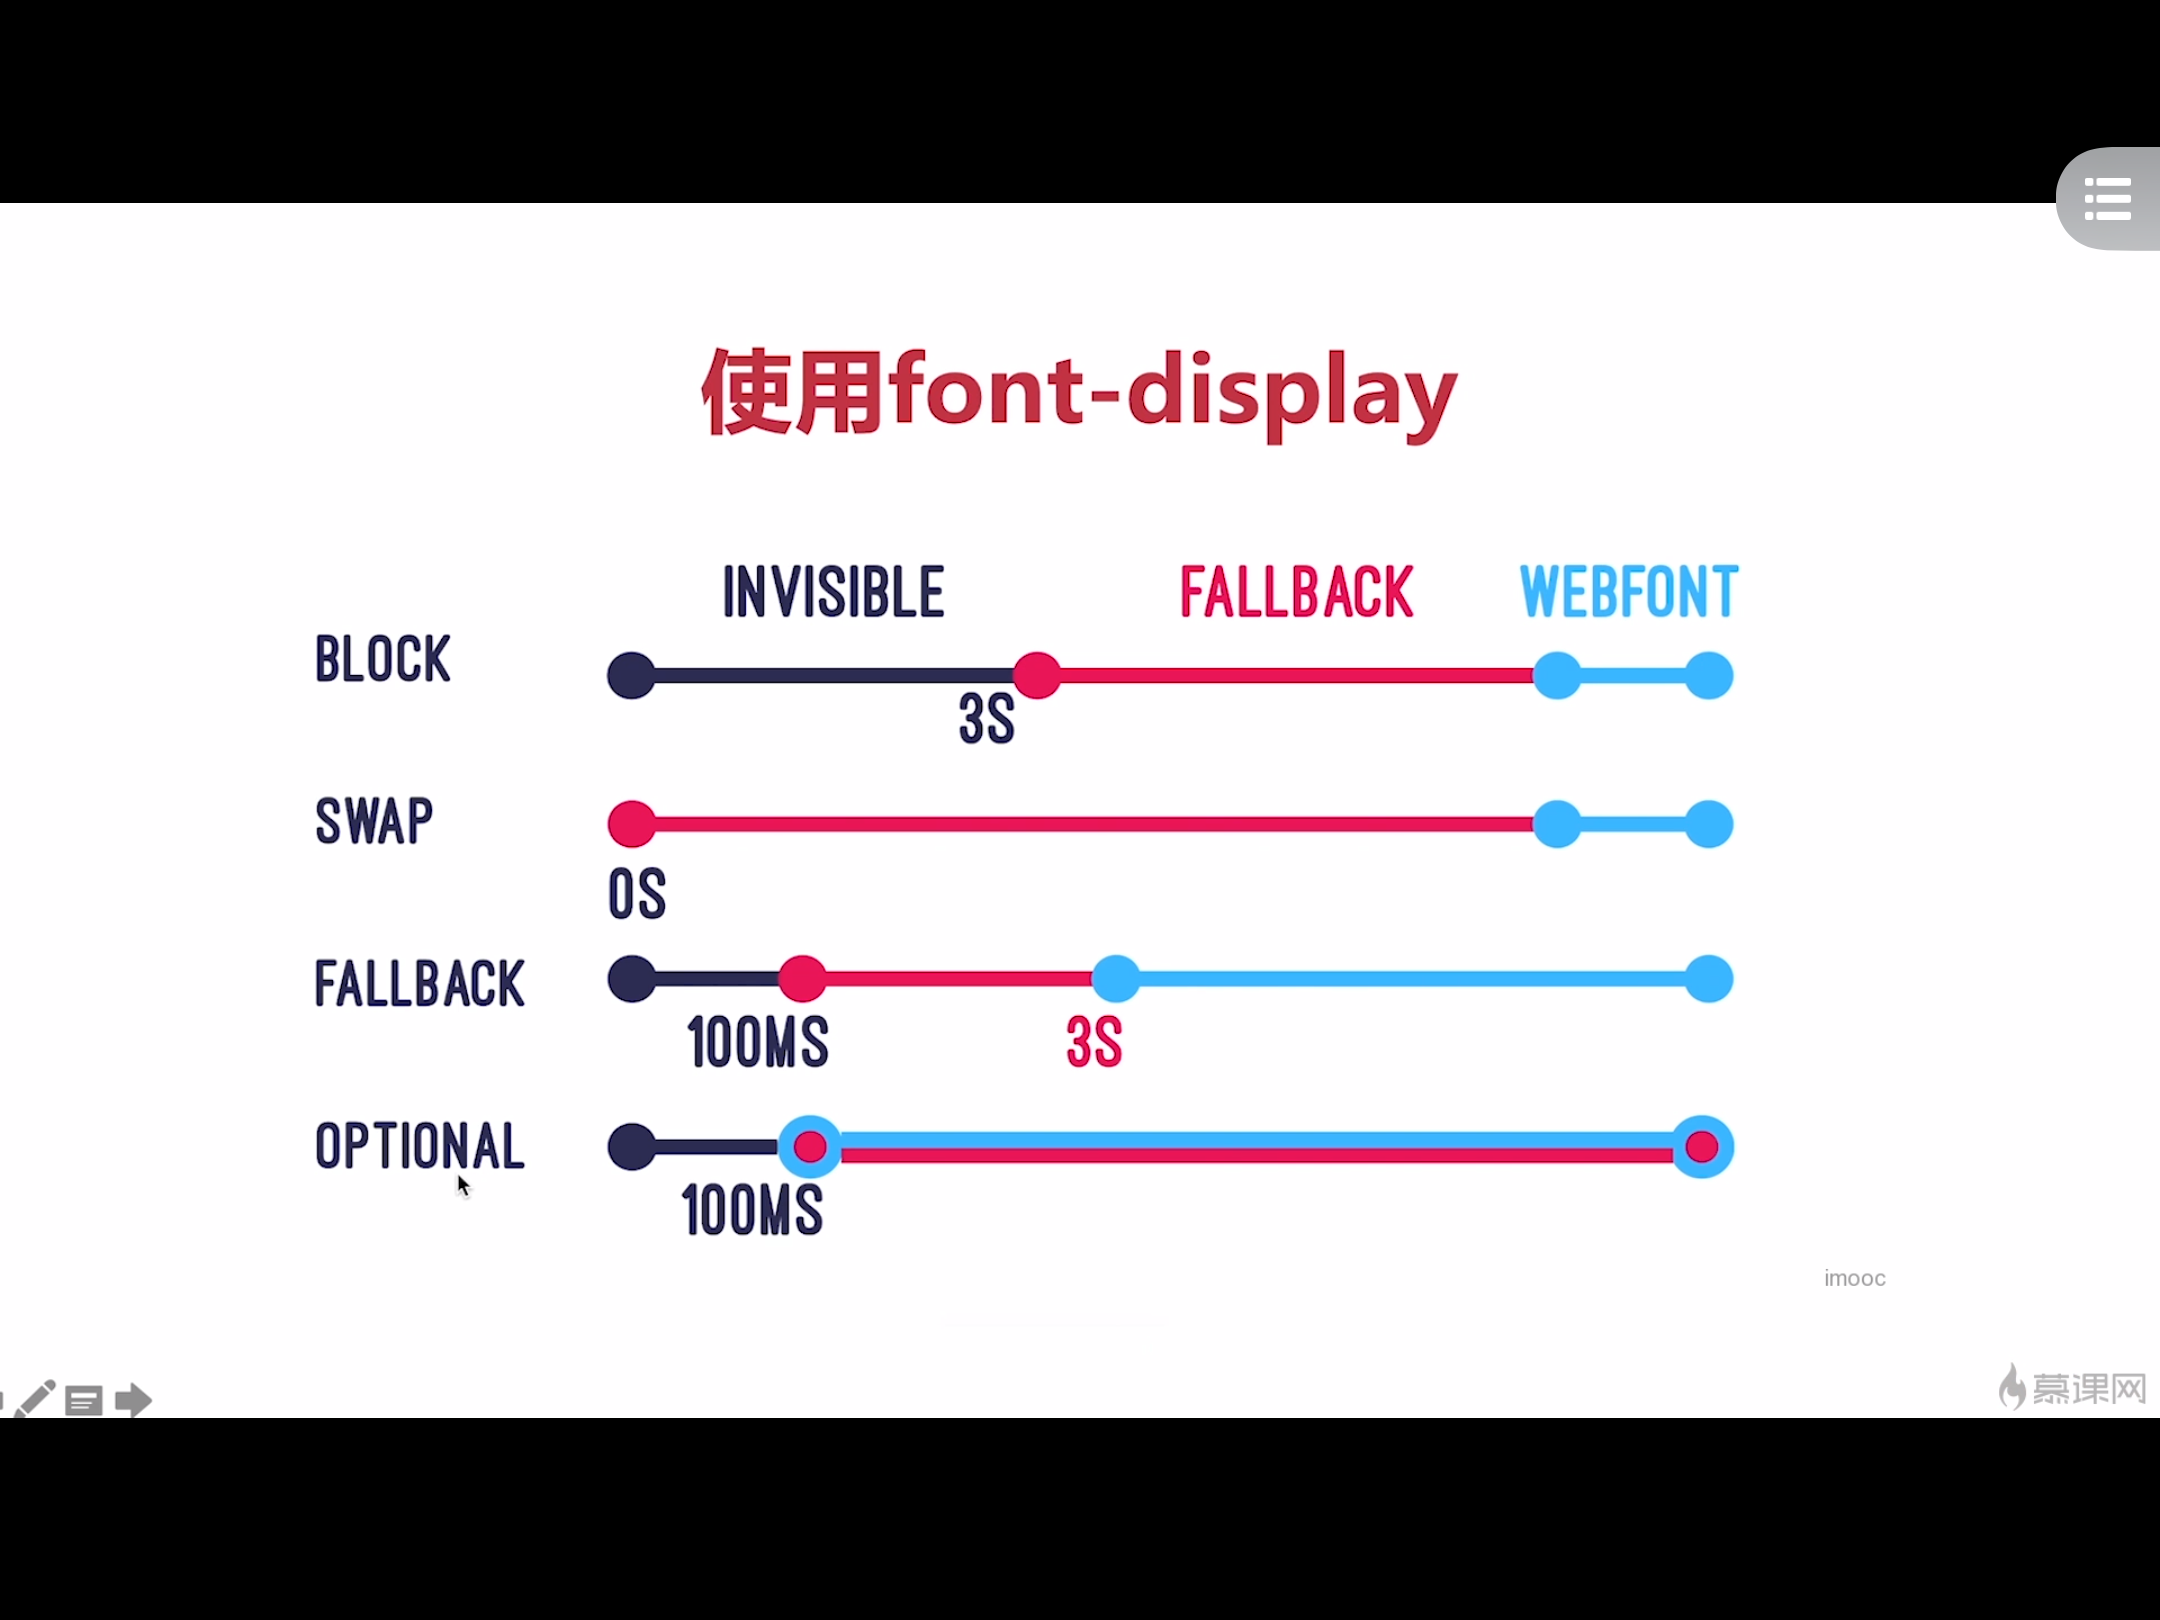 使用font-display
INVISIBLE FALLBACK WEBFONT
BLOCK
3S
SWAP
0S
FALLBACK
100MS 3S
OPTIONAL
100MS
imooc
慕课网